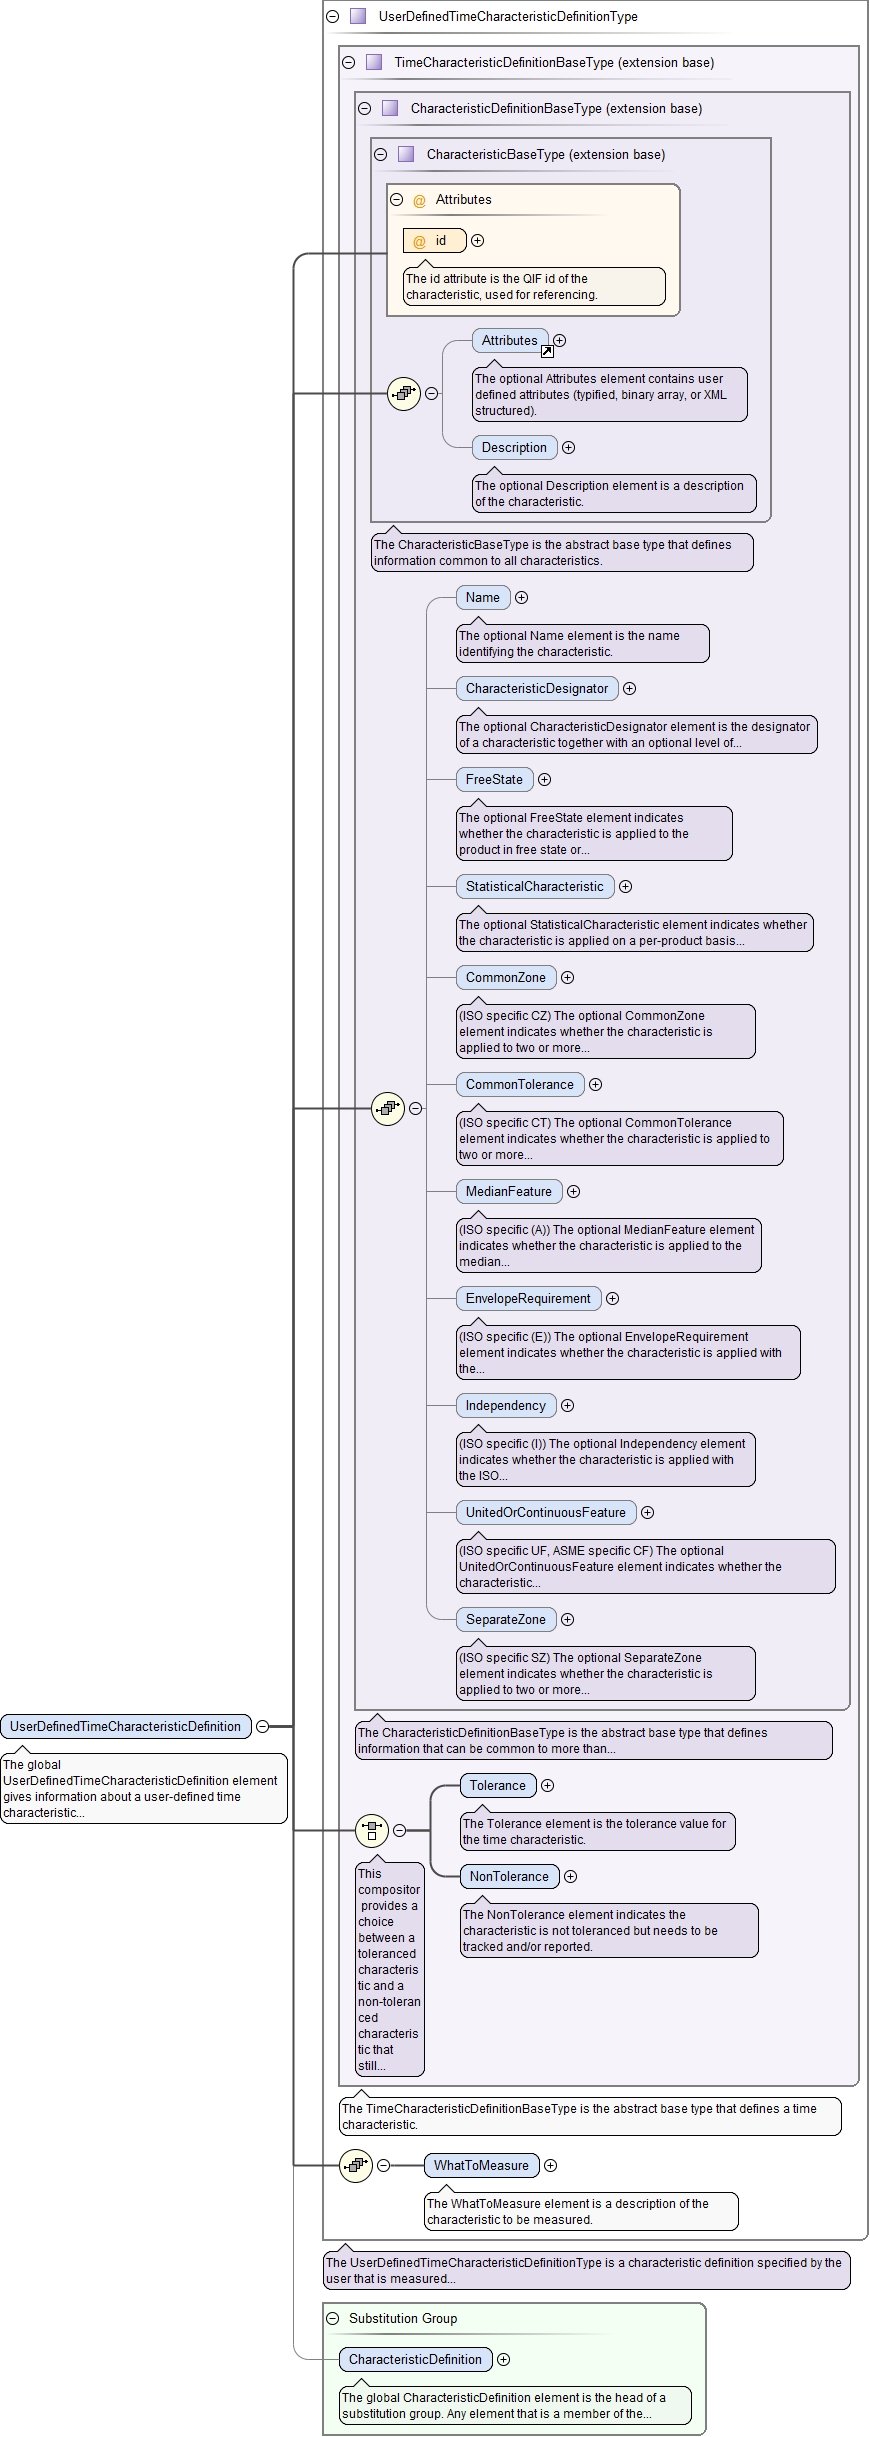 UserDefinedTimeCharacteristicDefinitionType
TimeCharacteristicDefinitionBaseType (extension base)
CharacteristicDefinitionBaseType (extension base)
CharacteristicBaseType (extension base)
@ Attributes
@ id
The id attribute is the QIF id of the
characteristic, used for referencing.
Attributes
The optional Attributes element contains user
defined attributes (typified, binary array, or XML
structured).
Description
The optional Description element is a description
of the characteristic.
The CharacteristicBaseType is the abstract base type that defines
information common to all characteristics.
Name
The optional Name element is the name
identifying the characteristic.
CharacteristicDesignator
The optional CharacteristicDesignator element is the designator
of a characteristic together with an optional level of...
FreeState
The optional FreeState element indicates
whether the characteristic is applied to the
product in free state or...
StatisticalCharacteristic
The optional StatisticalCharacteristic element indicates whether
the characteristic is applied on a per-product basis...
CommonZone
(ISO specific CZ) The optional CommonZone
element indicates whether the characteristic is
applied to two or more...
CommonTolerance
(ISO specific CT) The optional CommonTolerance
element indicates whether the characteristic is applied to
two or more...
MedianFeature
(ISO specific (A)) The optional MedianFeature element
indicates whether the characteristic is applied to the
median...
EnvelopeRequirement
(ISO specific (E)) The optional EnvelopeRequirement
element indicates whether the characteristic is applied with
the...
Independency
(ISO specific (I)) The optional Independency element
indicates whether the characteristic is applied with
the ISO...
UnitedOrContinuousFeature
(ISO specific UF, ASME specific CF) The optional
UnitedOrContinuousFeature element indicates whether the
characteristic...
SeparateZone
(ISO specific SZ) The optional SeparateZone
element indicates whether the characteristic is
applied to two or more...
The CharacteristicDefinitionBaseType is the abstract base type that defines
information that can be common to more than...
UserDefinedTimeCharacteristicDefinition
The global
UserDefinedTimeCharacteristicDefinition element
gives information about a user-defined time
characteristic...
Tolerance
The Tolerance element is the tolerance value for
the time characteristic.
NonTolerance
The NonTolerance element indicates the
characteristic is not toleranced but needs to be
tracked and/or reported.
This
compositor
provides a
choice
between a
toleranced
characteris
tic and a
non-toleran
ced
characteris
tic that
still...
The TimeCharacteristicDefinitionBaseType is the abstract base type that defines a time
characteristic.
WhatToMeasure
The WhatToMeasure element is a description of the
characteristic to be measured.
The UserDefinedTimeCharacteristicDefinitionType is a characteristic definition specified by the
user that is measured...
Substitution Group
CharacteristicDefinition
The global CharacteristicDefinition element is the head of a
substitution group. Any element that is a member of the...